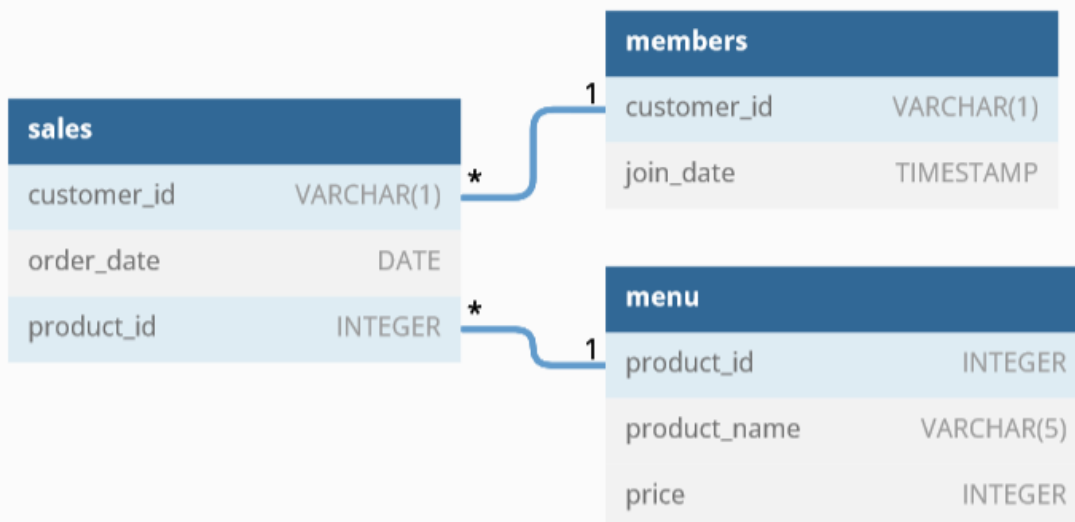 sales
customer_id VARCHAR(1)
order_date DATE
product_id INTEGER
*
*
1
1
members
customer_id VARCHAR(1)
join_date TIMESTAMP
menu
product_id INTEGER
product_name VARCHAR(5)
price INTEGER